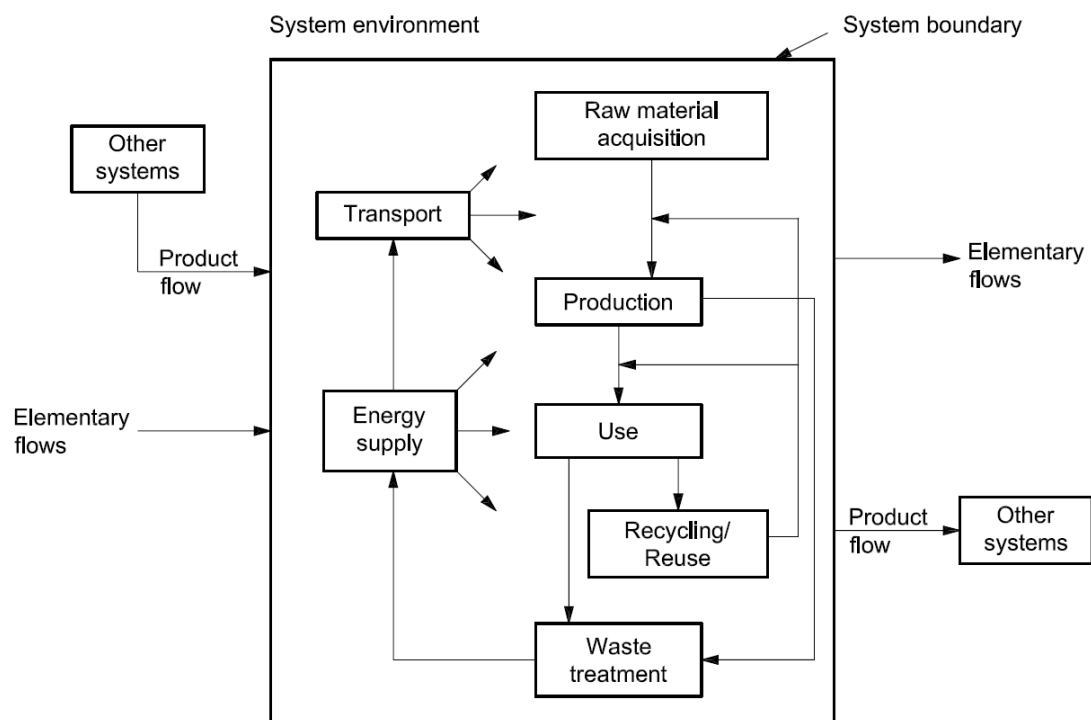 System environment
System boundary
Raw material
acquisition
Other
systems
Transport
Product
flow
Elementary
flows
Production
Elementary
flows
Energy
supply
Use
Recycling/
Reuse
Product
flow
Other
systems
Waste
treatment